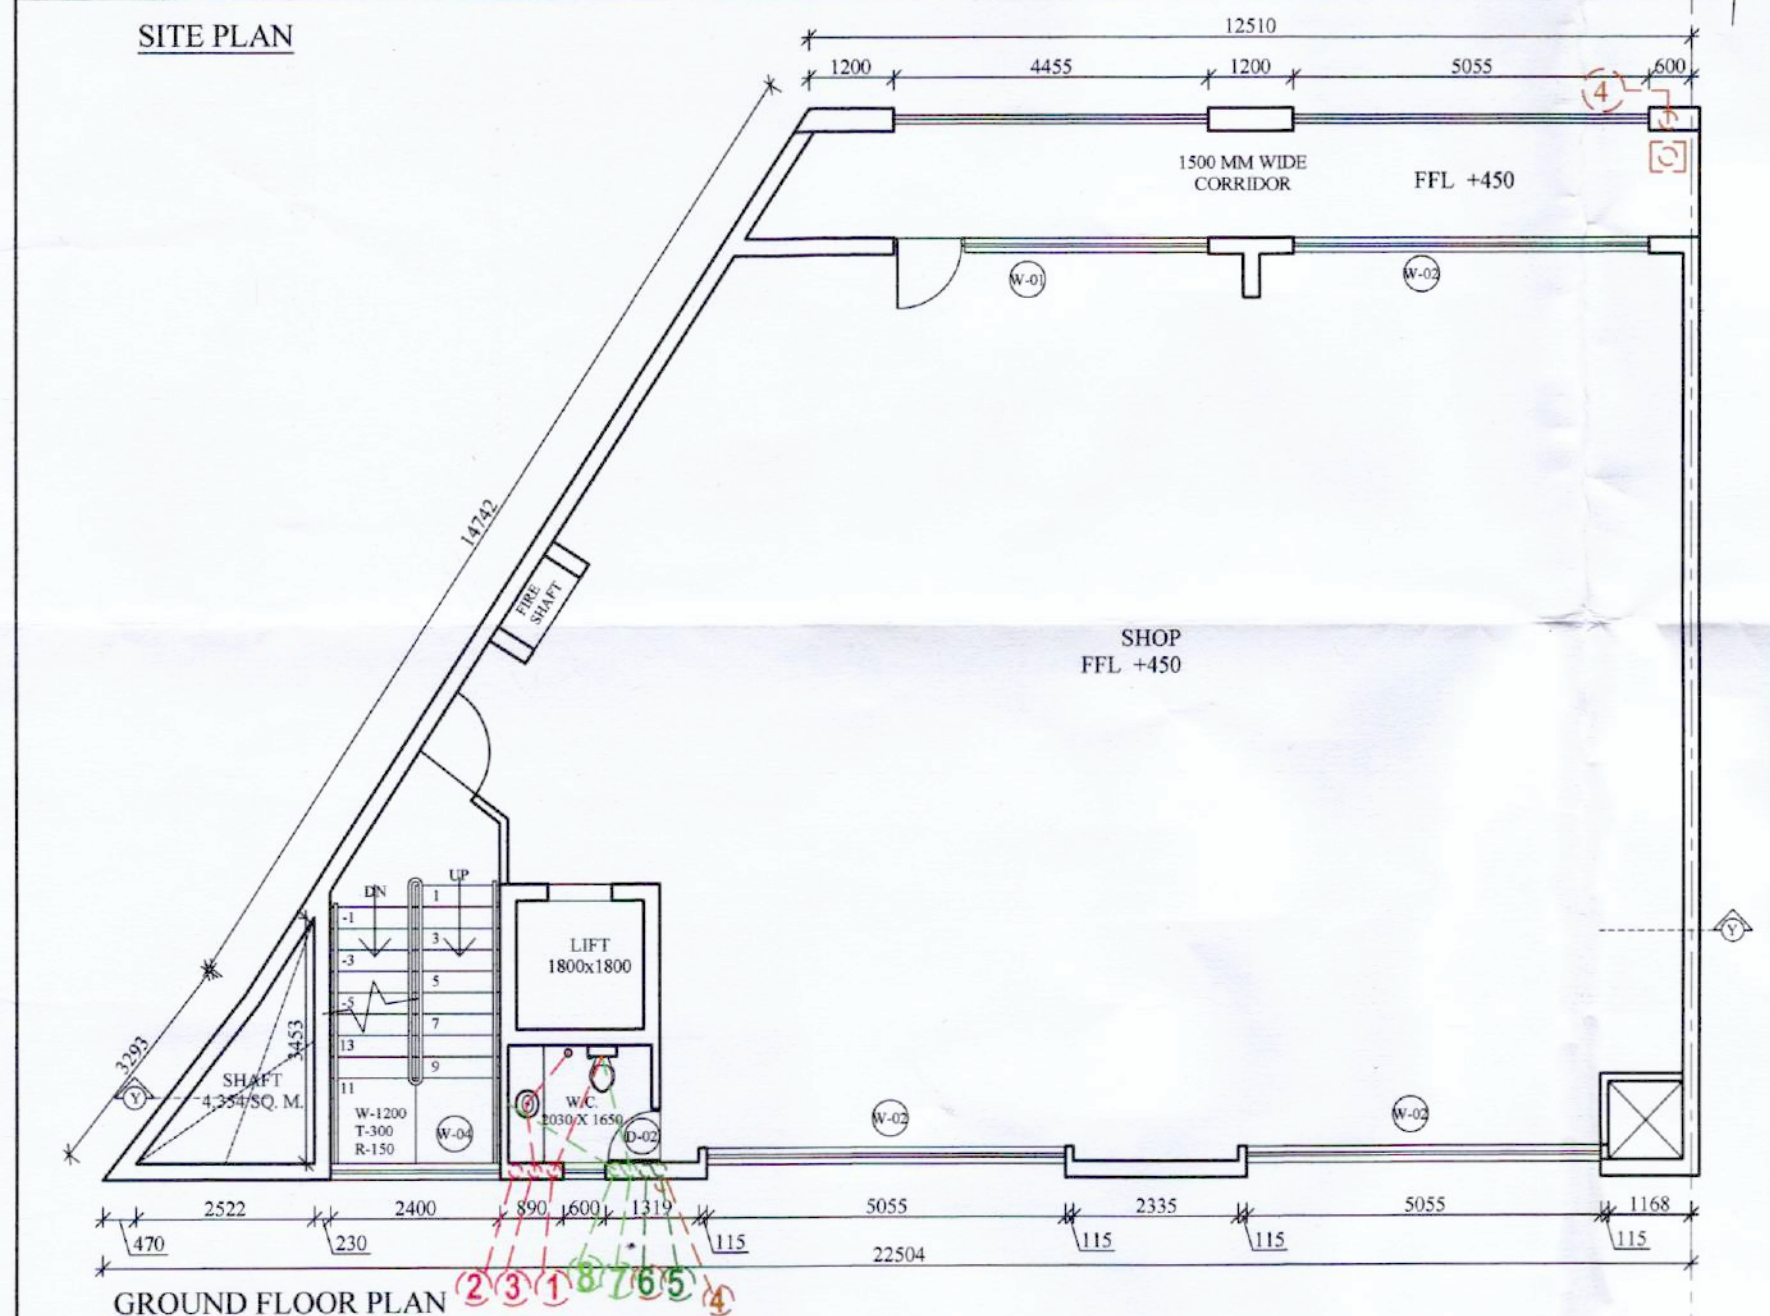 SITE PLAN
12510
1200 4455 1200 5055 600
4
1500 MM WIDE
CORRIDOR
FFL +450
W-01
W-02
14742
FIRE
SHAFT
SHOP
FFL +450
DN
UP
1
-1
3
-3
5
-5
7
13
9
11
LIFT
1800x1800
Y
3293
3453
SHAFT
4,354 SQ. M.
Y
W-1200
T-300
R-150
W-04
W.C.
2030 X 1650
D-02
W-02
W-02
2522 2400 890 600 1319 5055 2335 5055 1168
470 230 115 115 115 115
22504
2 3 1 8 7 6 5 4
GROUND FLOOR PLAN